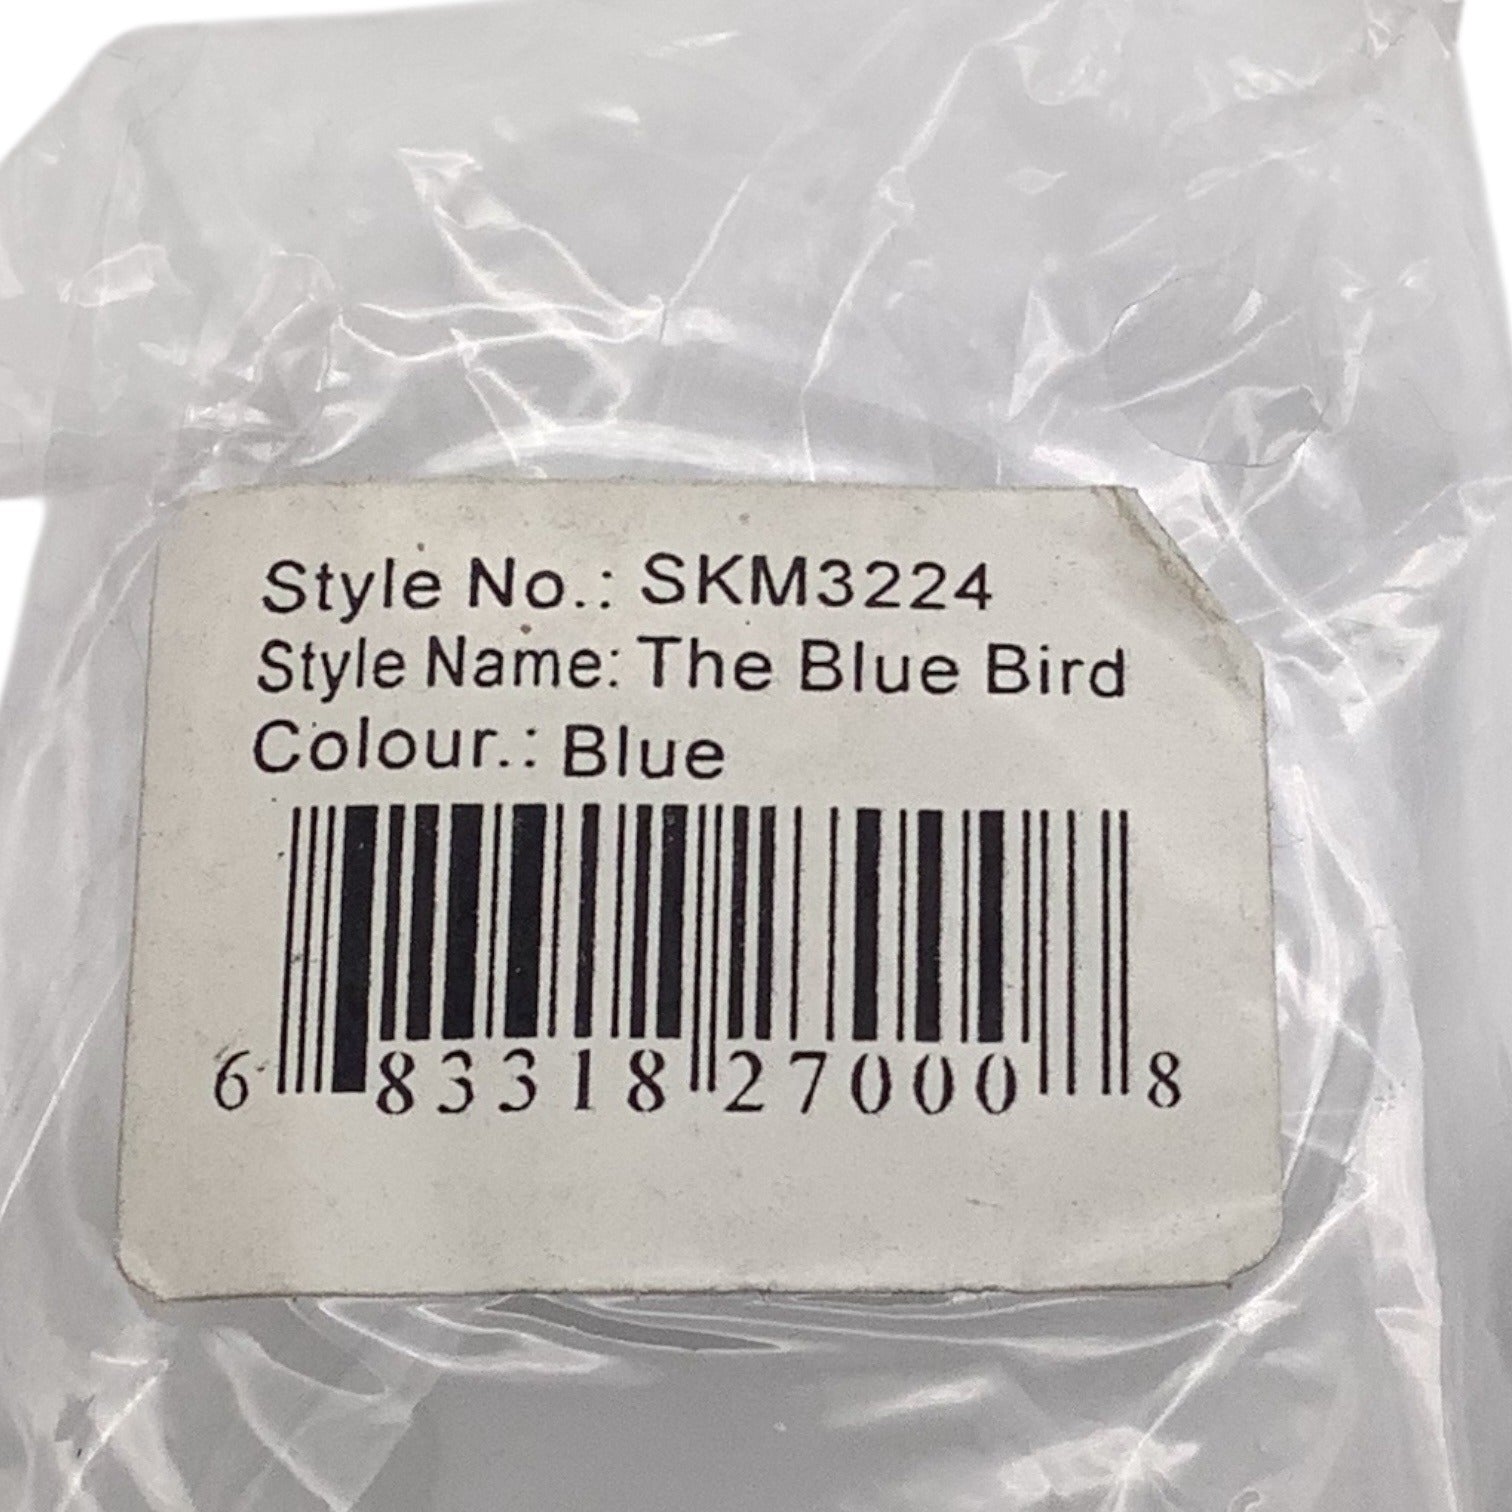 Style No.: SKM3224
Style Name: The Blue Bird
Colour.: Blue
6 83318 27000 8